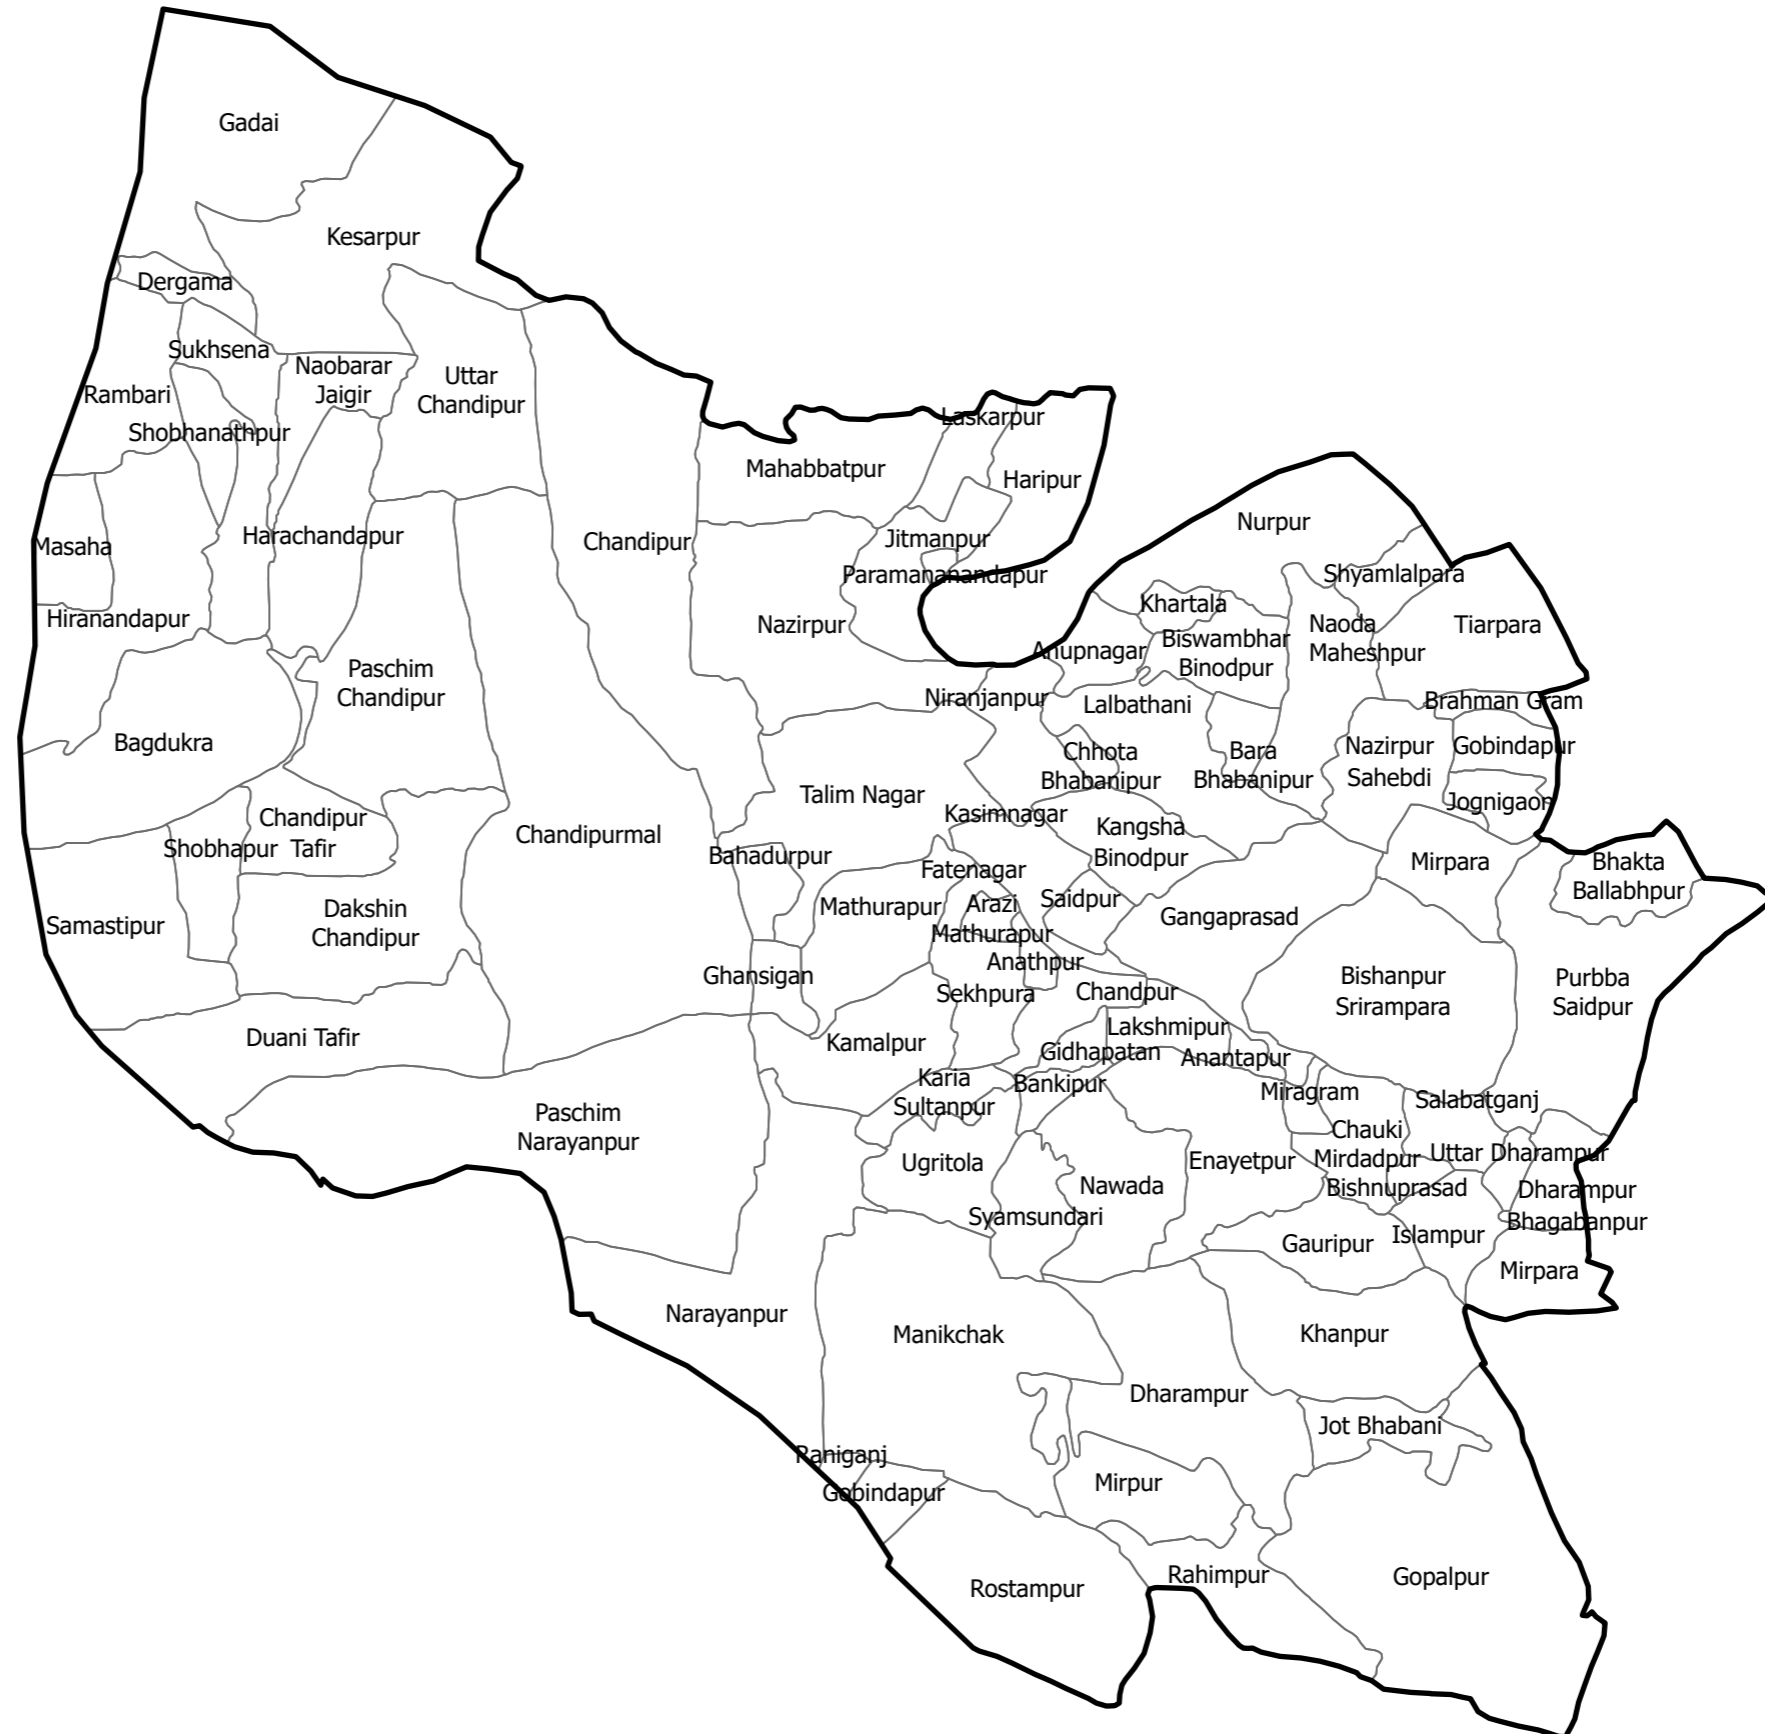 Gadai
Kesarpur
Dergama
Sukhsena
Naobarar
Jaigir
Uttar
Chandipur
Rambari
Shobhanathpur
Laskarpur
Mahabbatpur
Haripur
Nurpur
Harachandapur
Chandipur
Jitmanpur
Masaha
Paramananandapur
Shyamlalpara
Hiranandapur
Nazirpur
Khartala
Naoda
Maheshpur
Tiarpara
Anupnagar
Biswambhar
Binodpur
Paschim
Chandipur
Niranjanpur
Lalbathani
Brahman Gram
Bagdukra
Chhota
Bhabanipur
Bara
Bhabanipur
Nazirpur
Sahebdi
Gobindapur
Talim Nagar
Jognigaon
Chandipur
Tafir
Shobhapur
Chandipurmal
Kasimnagar
Kangsha
Binodpur
Bahadurpur
Fatenagar
Mirpara
Bhakta
Ballabhpur
Samastipur
Dakshin
Chandipur
Mathurapur
Arazi
Mathurapur
Saidpur
Gangaprasad
Anathpur
Ghansigan
Sekhpura
Chandpur
Bishanpur
Srirampara
Purbba
Saidpur
Duani Tafir
Kamalpur
Lakshmipur
Gidhapatan
Anantapur
Karia
Sultanpur
Bankipur
Miragram
Salabatganj
Paschim
Narayanpur
Chauki
Mirdadpur
Uttar Dharampur
Ugritola
Enayetpur
Nawada
Bishnuprasad
Dharampur
Syamsundari
Bhagabanpur
Gauripur
Islampur
Mirpara
Narayanpur
Manikchak
Khanpur
Dharampur
Jot Bhabani
Raniganj
Gobindapur
Mirpur
Rostampur
Rahimpur
Gopalpur